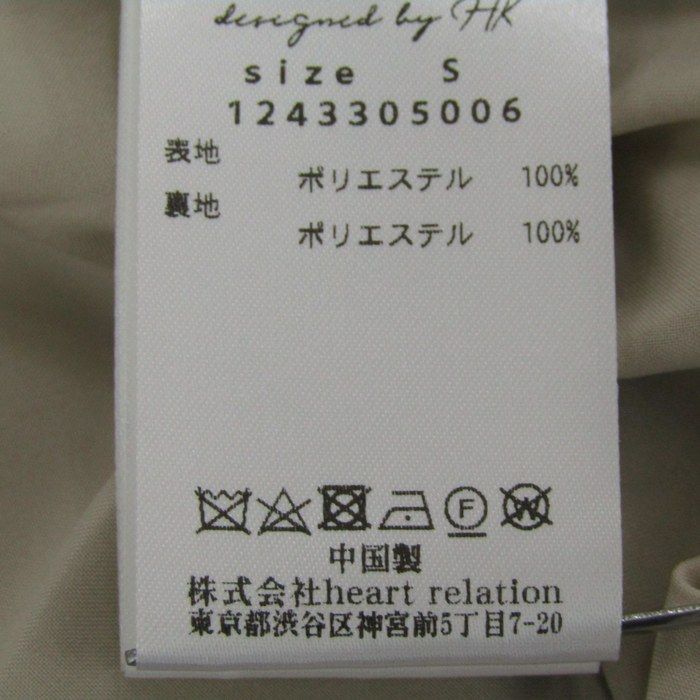 designed by HK
size S
1243305006
表地
ポリエステル 100%
裏地
ポリエステル 100%
中国製
株式会社heart relation
東京都渋谷区神宮前5丁目7-20